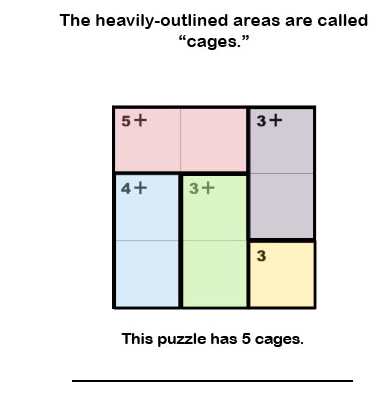 The heavily-outlined areas are called
“cages.”
5+ 3+
4+ 3+
3
This puzzle has 5 cages.